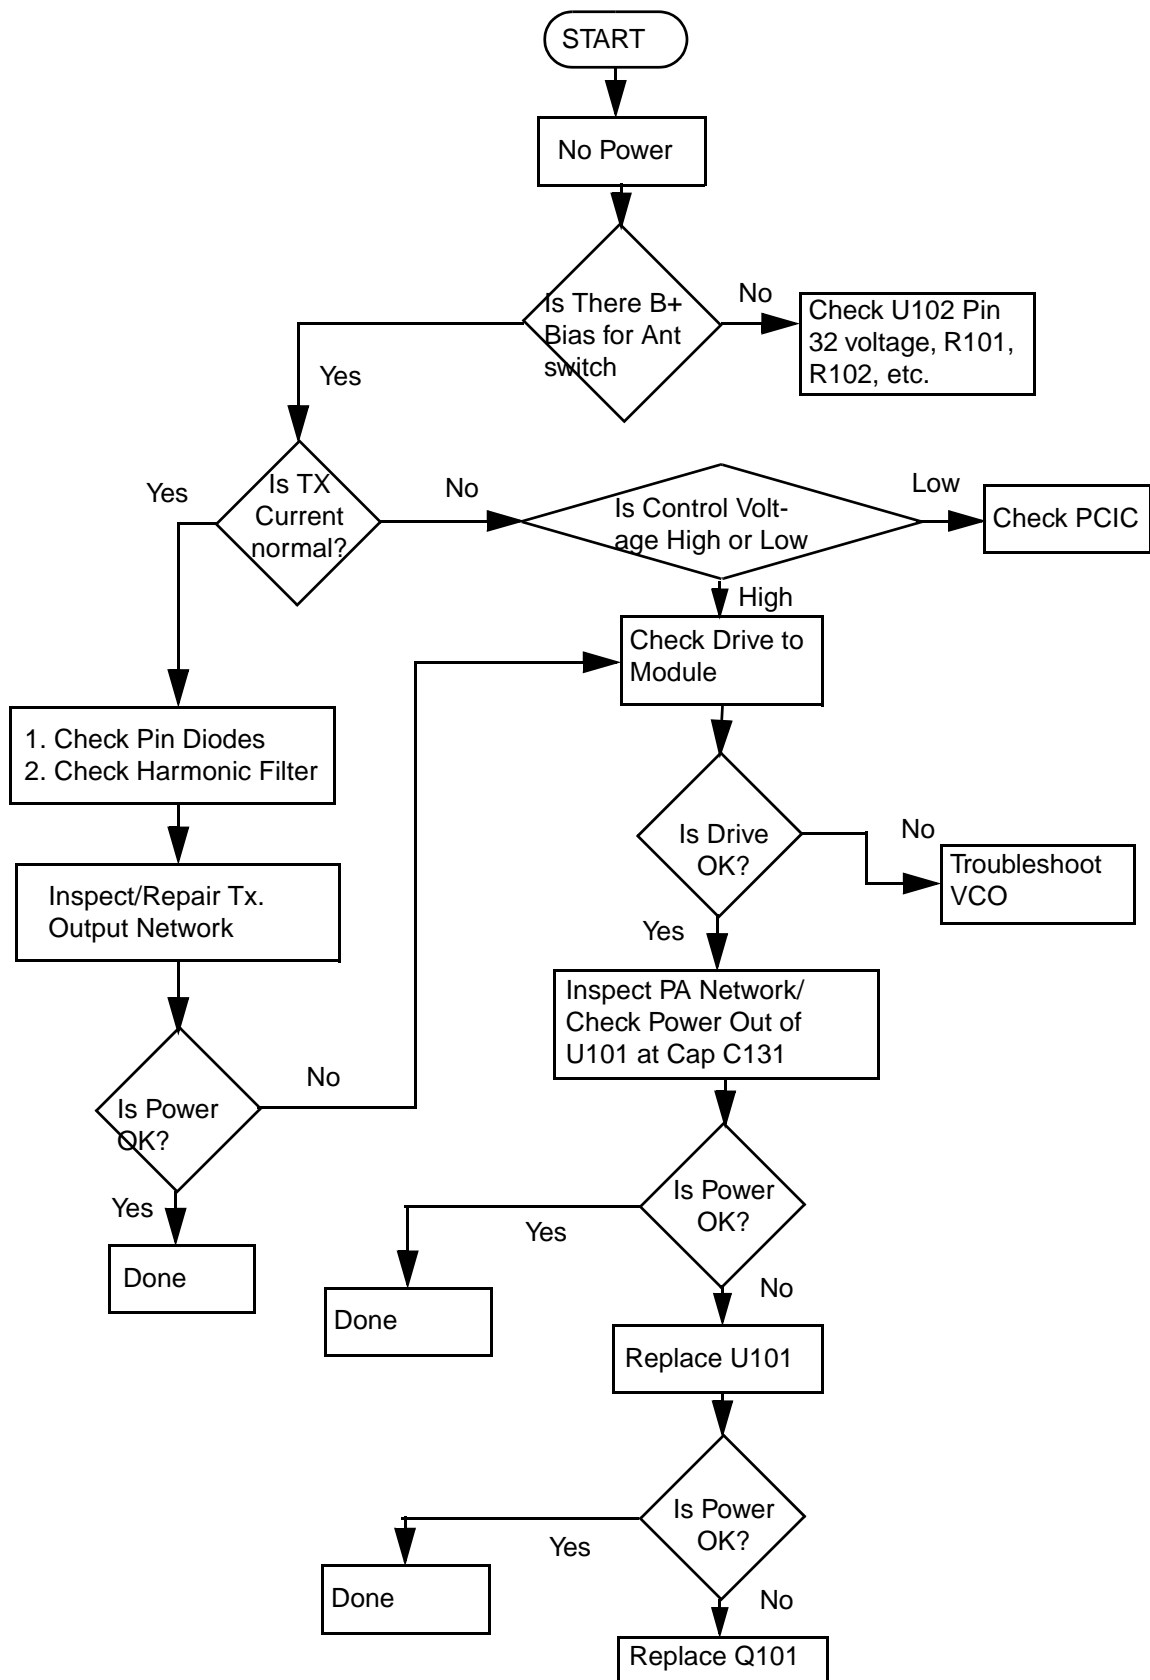 START
No Power
Is There B+
Bias for Ant
switch
No
Check U102 Pin
32 voltage, R101,
R102, etc.
Yes
Is TX
Current
normal?
Yes
No
Is Control Volt-
age High or Low
Low
Check PCIC
High
Check Drive to
Module
1. Check Pin Diodes
2. Check Harmonic Filter
Is Drive
OK?
No
Troubleshoot
VCO
Inspect/Repair Tx.
Output Network
Yes
Inspect PA Network/
Check Power Out of
U101 at Cap C131
No
Is Power
OK?
Yes
Done
Is Power
OK?
Yes
Done
No
Replace U101
Is Power
OK?
Yes
Done
No
Replace Q101